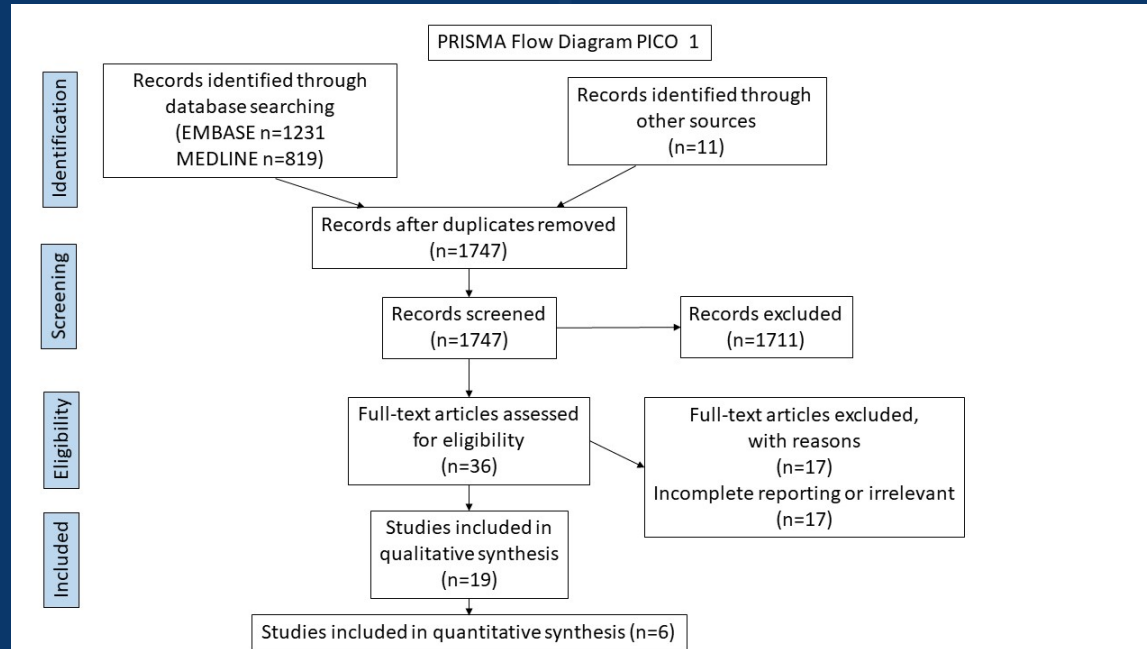 PRISMA Flow Diagram PICO 1
Identification
Records identified through
database searching
(EMBASE n=1231
MEDLINE n=819)
Records identified through
other sources
(n=11)
Records after duplicates removed
(n=1747)
Screening
Records screened
(n=1747)
Records excluded
(n=1711)
Eligibility
Full-text articles assessed
for eligibility
(n=36)
Full-text articles excluded,
with reasons
(n=17)
Incomplete reporting or irrelevant
(n=17)
Included
Studies included in
qualitative synthesis
(n=19)
Studies included in quantitative synthesis (n=6)